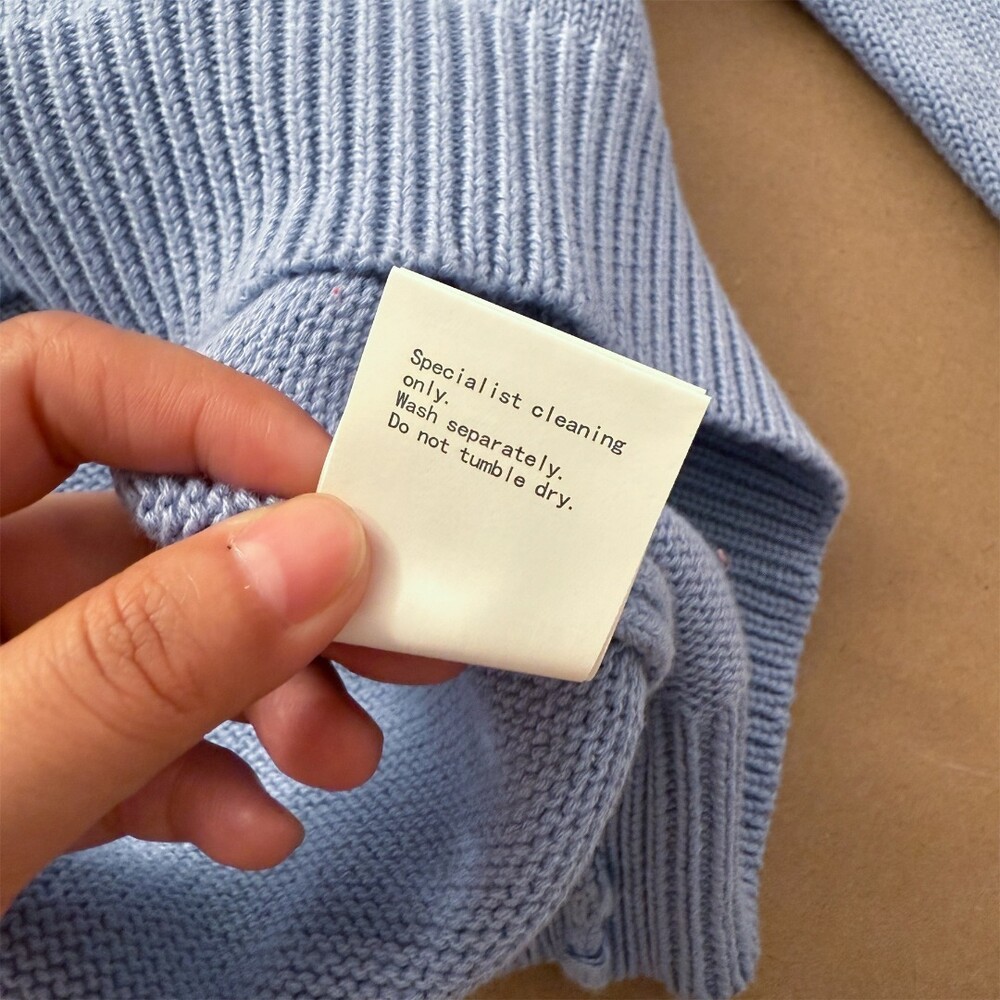 Specialist cleaning
only.
Wash separately.
Do not tumble dry.